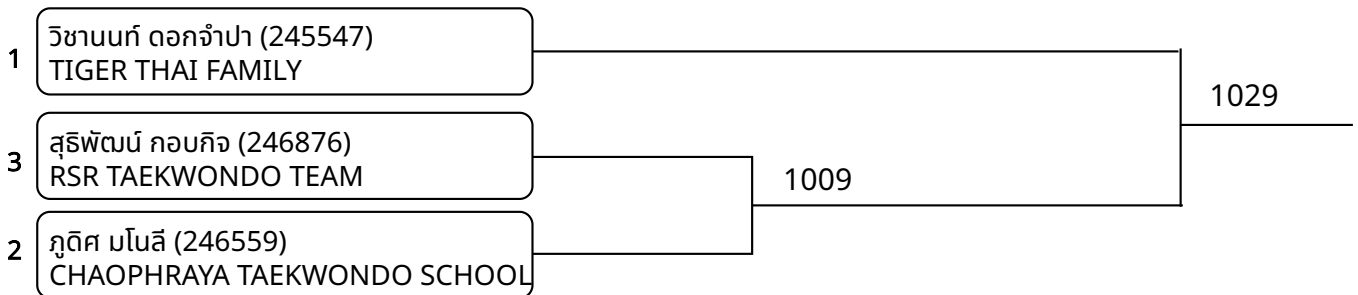 1
วิชานนท์ ดอกจำปา (245547)
TIGER THAI FAMILY
1029
3
สุธิพัฒน์ กอบกิจ (246876)
RSR TAEKWONDO TEAM
1009
2
ภูดิศ มโนลี (246559)
CHAOPHRAYA TAEKWONDO SCHOOL